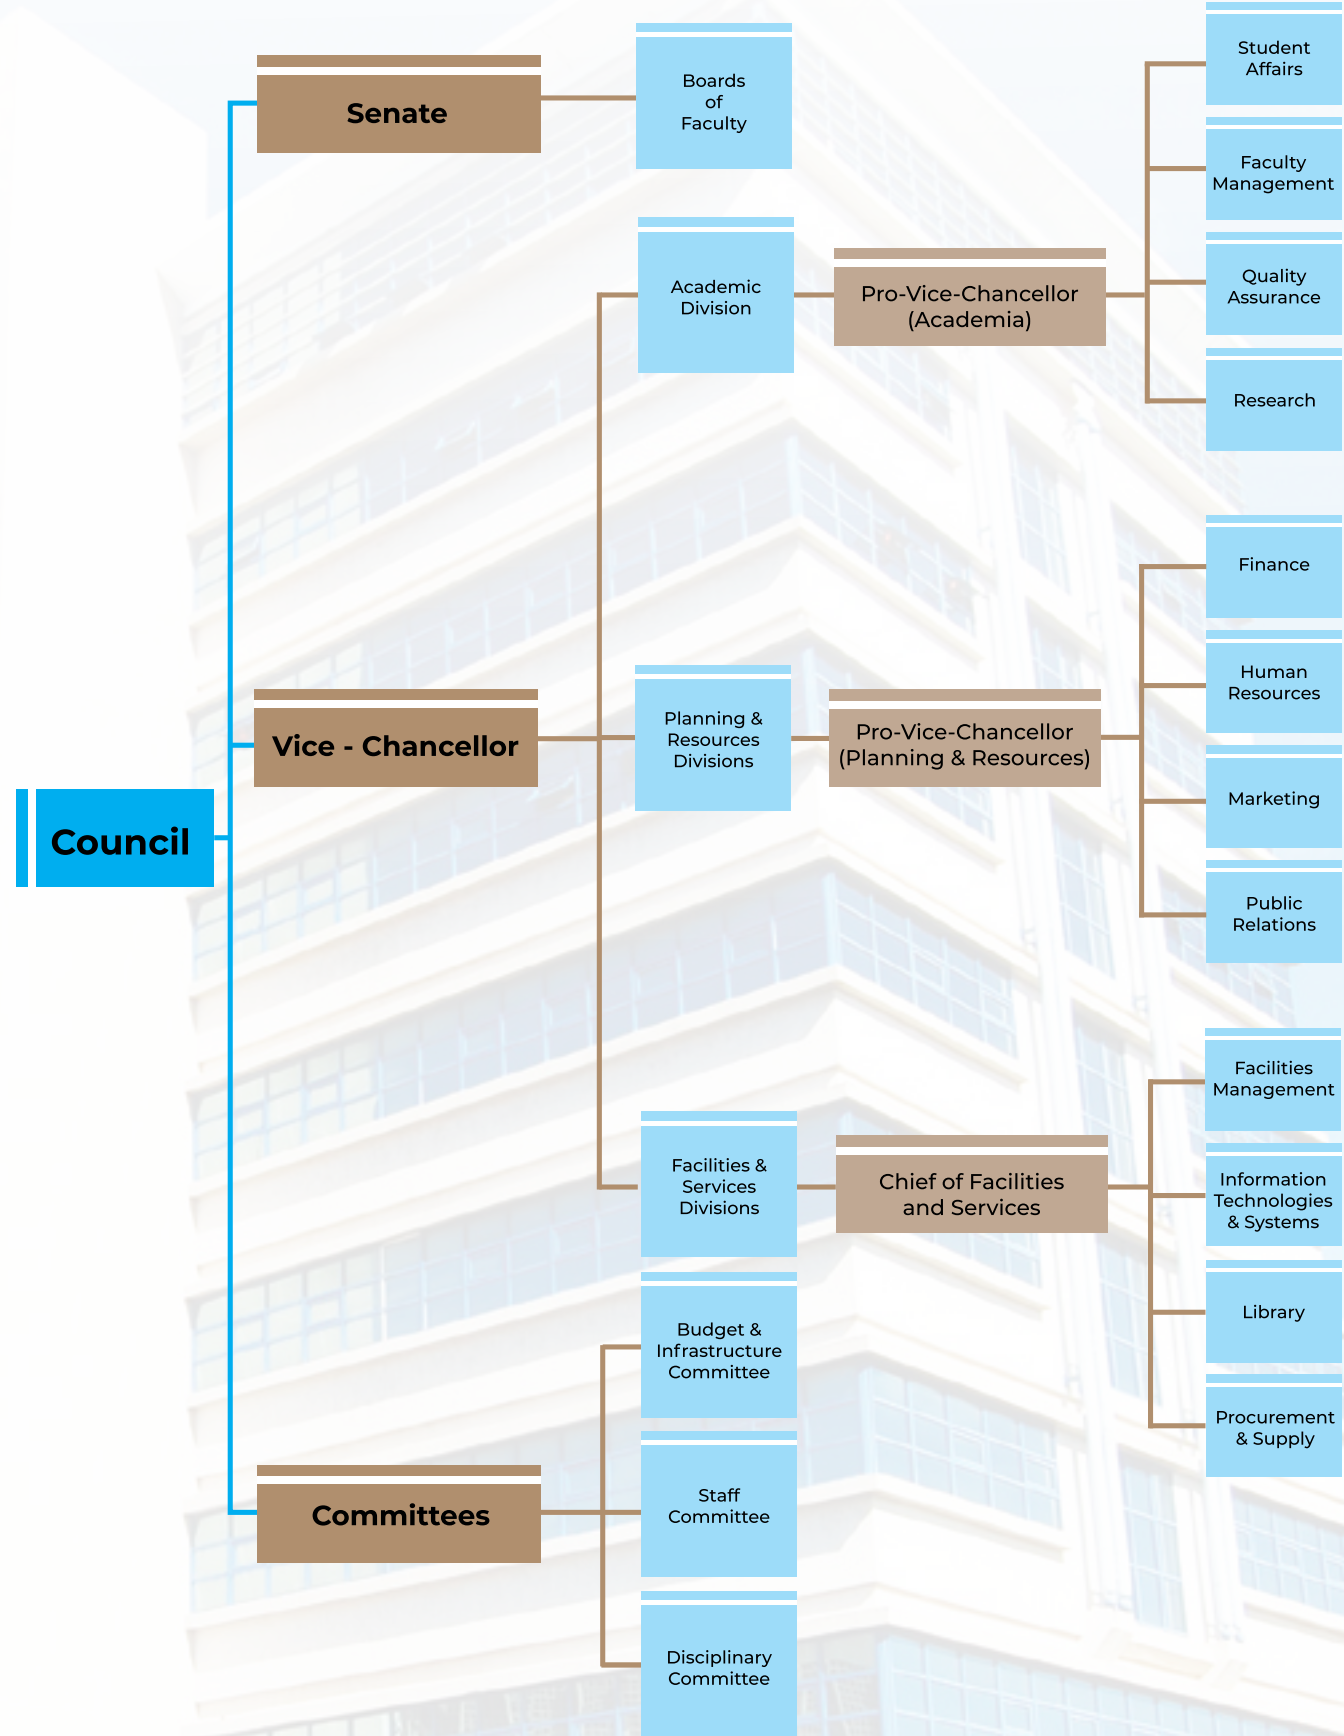 Council
Senate
Boards
of
Faculty
Vice - Chancellor
Academic
Division
Pro-Vice-Chancellor
(Academia)
Student
Affairs
Faculty
Management
Quality
Assurance
Research
Planning &
Resources
Divisions
Pro-Vice-Chancellor
(Planning & Resources)
Finance
Human
Resources
Marketing
Public
Relations
Facilities &
Services
Divisions
Chief of Facilities
and Services
Facilities
Management
Information
Technologies
& Systems
Library
Procurement
& Supply
Committees
Budget &
Infrastructure
Committee
Staff
Committee
Disciplinary
Committee